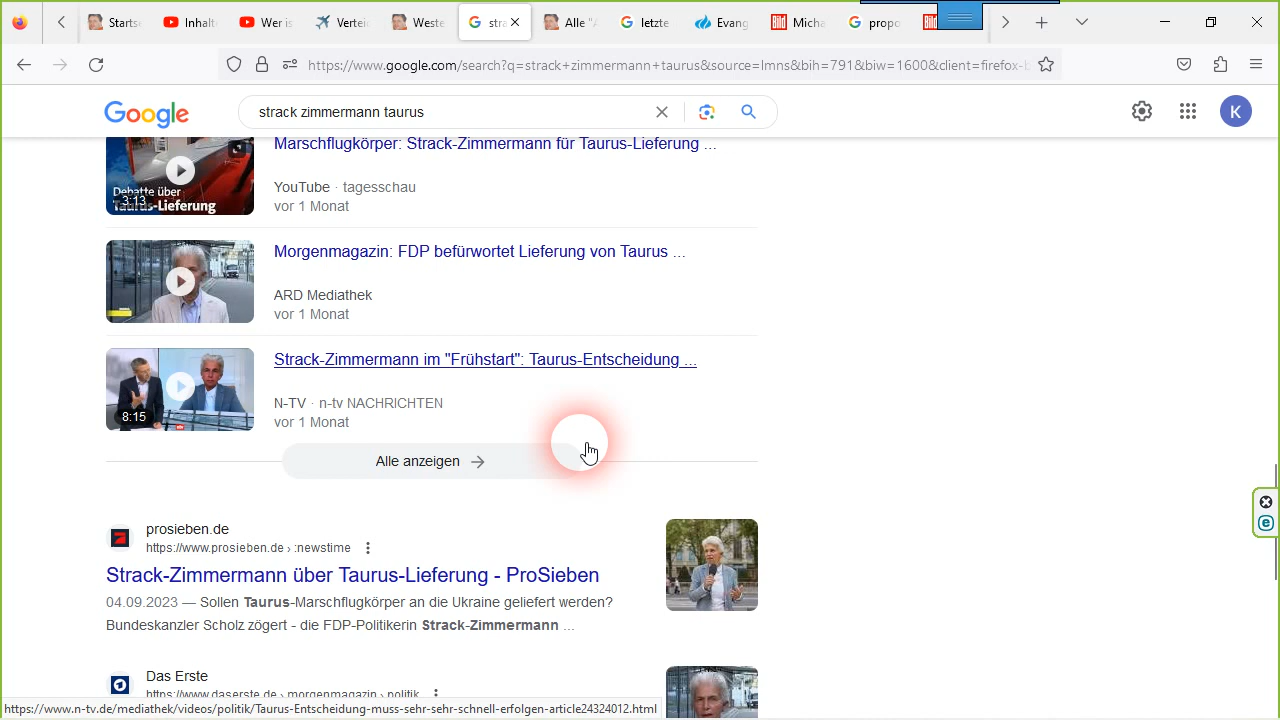 Starts
Inhalt
Wer is
Verteid
Weste
stra
Alle "A
letzte
Evang
Bild
Micha
propo
Bild
https://www.google.com/search?q=strack+zimmermann+taurus&source=lmns&bih=791&biw=1600&client=firefox-b
Google
strack zimmermann taurus
K
Marschflugkörper: Strack-Zimmermann für Taurus-Lieferung ...
Debatte über
3:13
Taurus-Lieferung
YouTube · tagesschau
vor 1 Monat
Morgenmagazin: FDP befürwortet Lieferung von Taurus ...
ARD Mediathek
vor 1 Monat
Strack-Zimmermann im "Frühstart": Taurus-Entscheidung ...
8:15
N-TV · n-tv NACHRICHTEN
vor 1 Monat
Alle anzeigen
prosieben.de
https://www.prosieben.de › :newstime
Strack-Zimmermann über Taurus-Lieferung - ProSieben
04.09.2023 — Sollen Taurus-Marschflugkörper an die Ukraine geliefert werden?
Bundeskanzler Scholz zögert - die FDP-Politikerin Strack-Zimmermann ...
Das Erste
https://www.daserste.de › morgenmagazin › politik
https://www.n-tv.de/mediathek/videos/politik/Taurus-Entscheidung-muss-sehr-sehr-schnell-erfolgen-article24324012.html